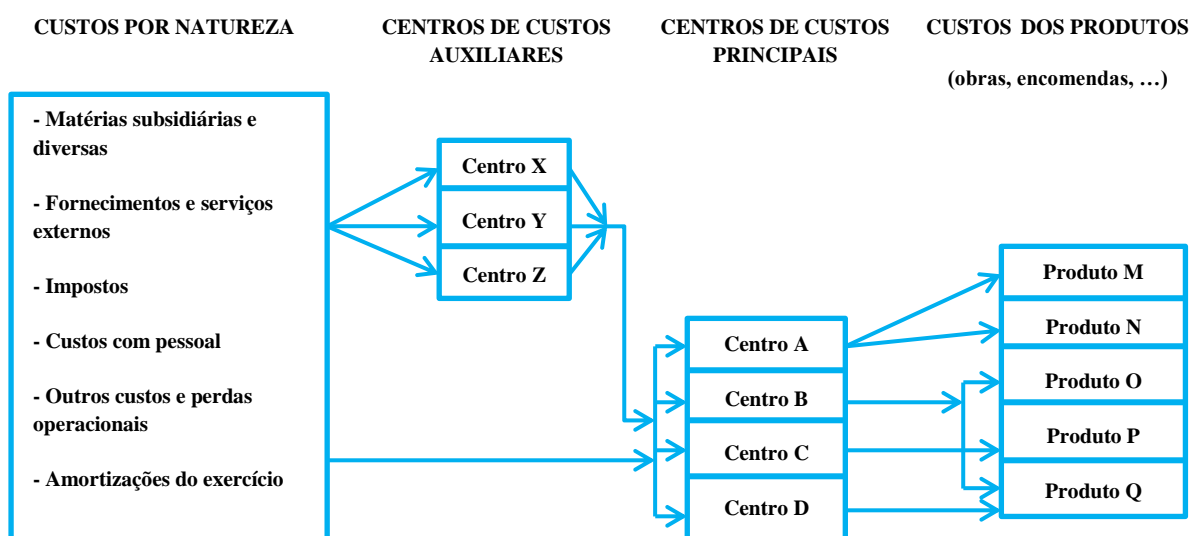 CUSTOS POR NATUREZA
CENTROS DE CUSTOS
AUXILIARES
CENTROS DE CUSTOS
PRINCIPAIS
CUSTOS DOS PRODUTOS
(obras, encomendas, …)
- Matérias subsidiárias e
diversas
- Fornecimentos e serviços
externos
- Impostos
- Custos com pessoal
- Outros custos e perdas
operacionais
- Amortizações do exercício
Centro X
Centro Y
Centro Z
Centro A
Centro B
Centro C
Centro D
Produto M
Produto N
Produto O
Produto P
Produto Q